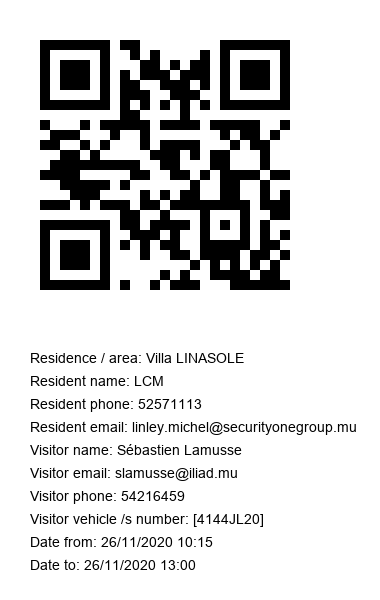 Residence / area: Villa LINASOLE
Resident name: LCM
Resident phone: 52571113
Resident email: linley.michel@securityonegroup.mu
Visitor name: Sébastien Lamusse
Visitor email: slamusse@iliad.mu
Visitor phone: 54216459
Visitor vehicle /s number: [4144JL20]
Date from: 26/11/2020 10:15
Date to: 26/11/2020 13:00